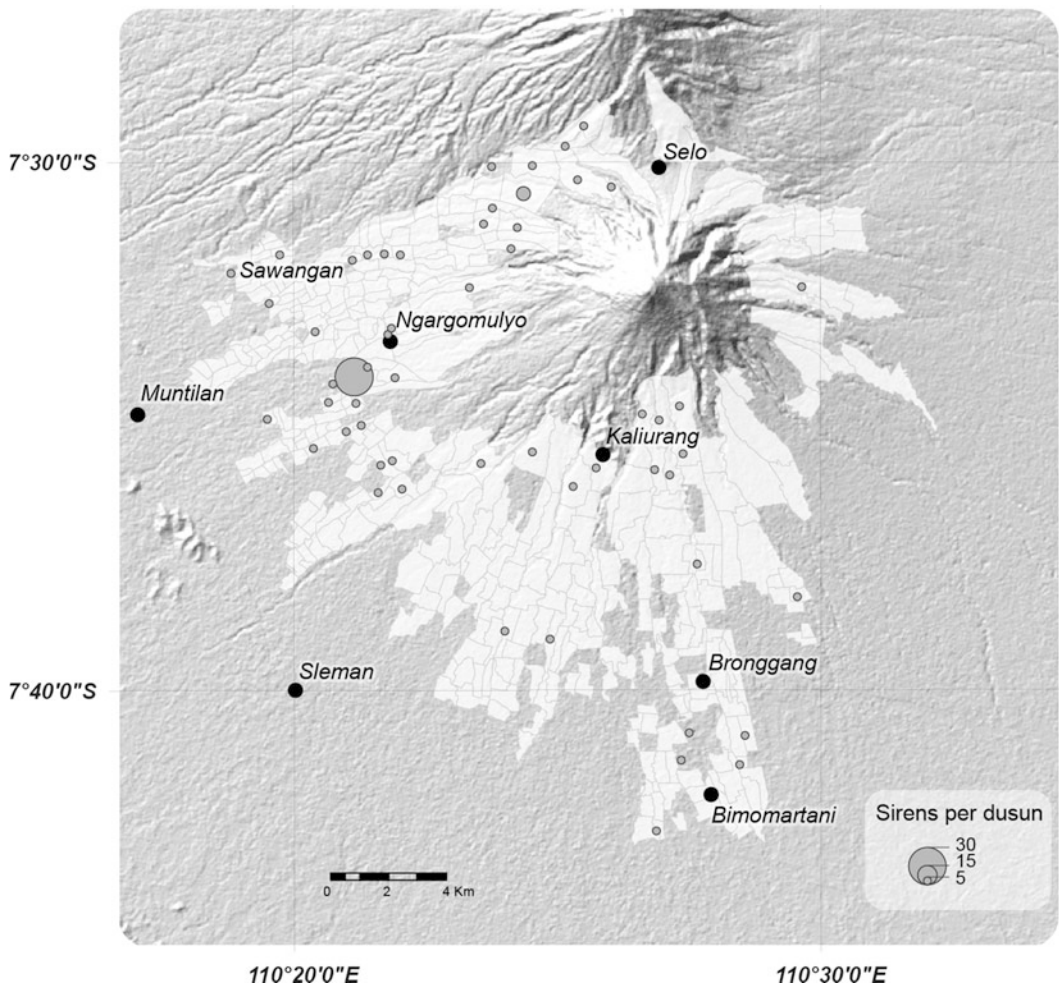 7°30'0"S
Selo
Sawangan
Ngargomulyo
Muntilan
Kaliurang
Bronggang
Sleman
7°40'0"S
Bimomartani
Sirens per dusun
30
15
5
0 2 4 Km
110°20'0"E 110°30'0"E